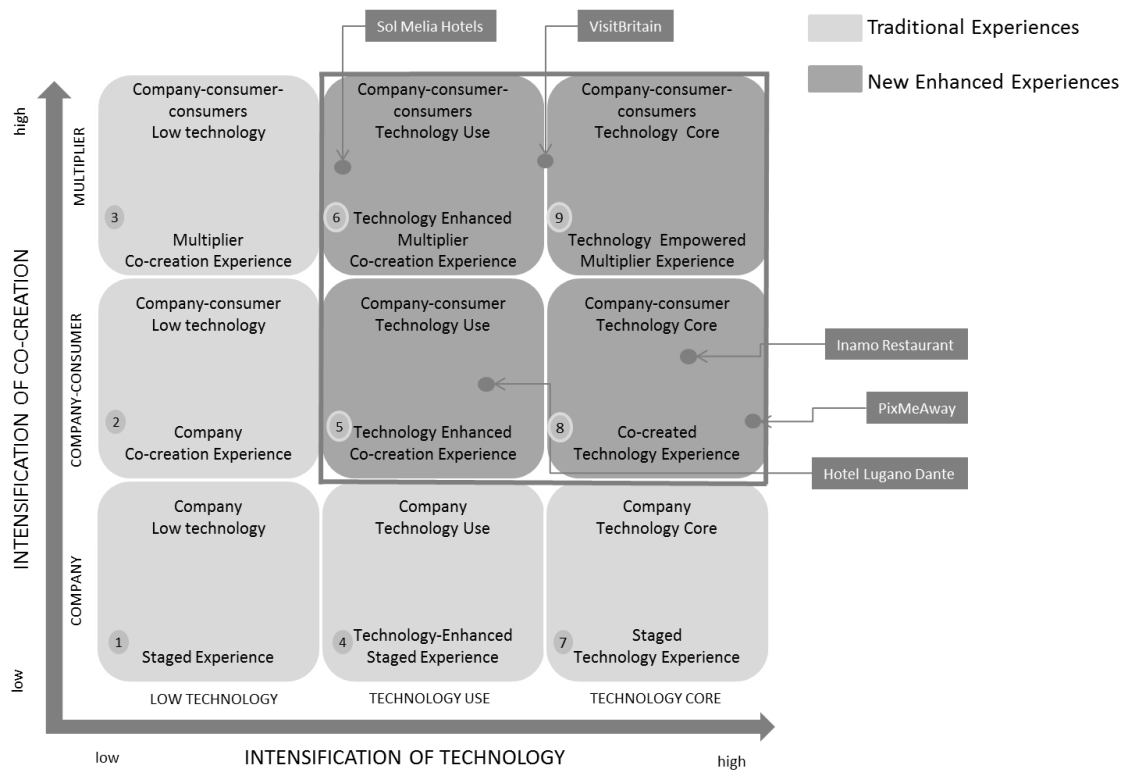 Sol Melia Hotels
VisitBritain
Traditional Experiences
New Enhanced Experiences
INTENSIFICATION OF CO-CREATION
high
low
MULTIPLIER
COMPANY-CONSUMER
COMPANY
Company-consumer-
consumers
Low technology
3
Multiplier
Co-creation Experience
Company-consumer-
consumers
Technology Use
6
Technology Enhanced
Multiplier
Co-creation Experience
Company-consumer-
consumers
Technology Core
9
Technology Empowered
Multiplier Experience
Company-consumer
Low technology
2
Company
Co-creation Experience
Company-consumer
Technology Use
5
Technology Enhanced
Co-creation Experience
Company-consumer
Technology Core
8
Co-created
Technology Experience
Inamo Restaurant
PixMeAway
Hotel Lugano Dante
Company
Low technology
1
Staged Experience
Company
Technology Use
4
Technology-Enhanced
Staged Experience
Company
Technology Core
7
Staged
Technology Experience
LOW TECHNOLOGY
TECHNOLOGY USE
TECHNOLOGY CORE
low
INTENSIFICATION OF TECHNOLOGY
high